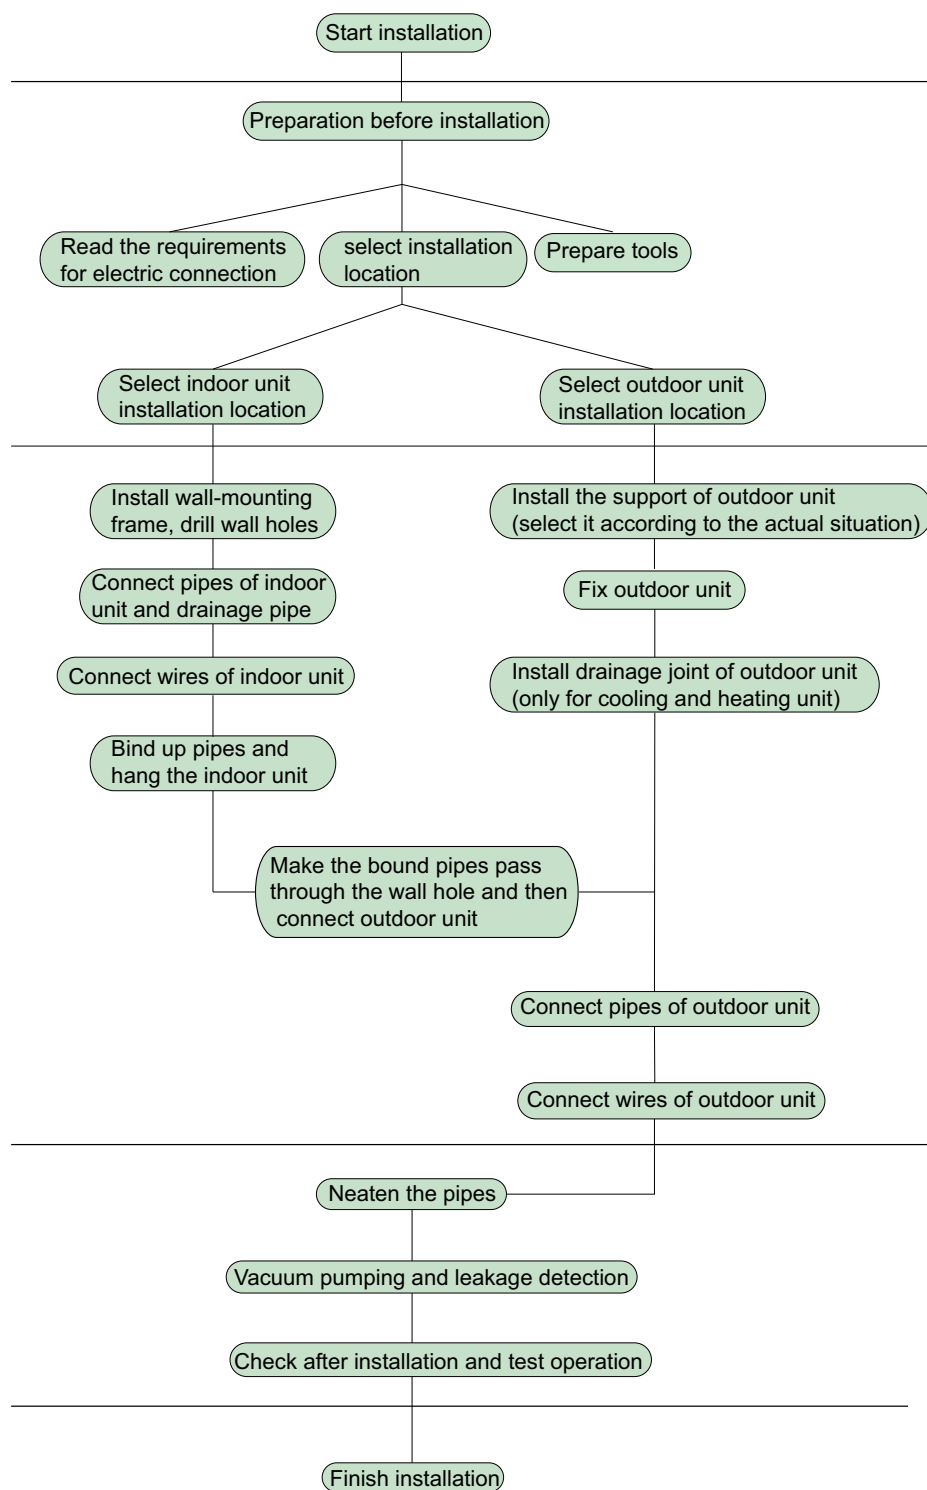 Start installation
Preparation before installation
Read the requirements
for electric connection
select installation
location
Prepare tools
Select indoor unit
installation location
Select outdoor unit
installation location
Install wall-mounting
frame, drill wall holes
Install the support of outdoor unit
(select it according to the actual situation)
Connect pipes of indoor
unit and drainage pipe
Fix outdoor unit
Connect wires of indoor unit
Install drainage joint of outdoor unit
(only for cooling and heating unit)
Bind up pipes and
hang the indoor unit
Make the bound pipes pass
through the wall hole and then
connect outdoor unit
Connect pipes of outdoor unit
Connect wires of outdoor unit
Neaten the pipes
Vacuum pumping and leakage detection
Check after installation and test operation
Finish installation